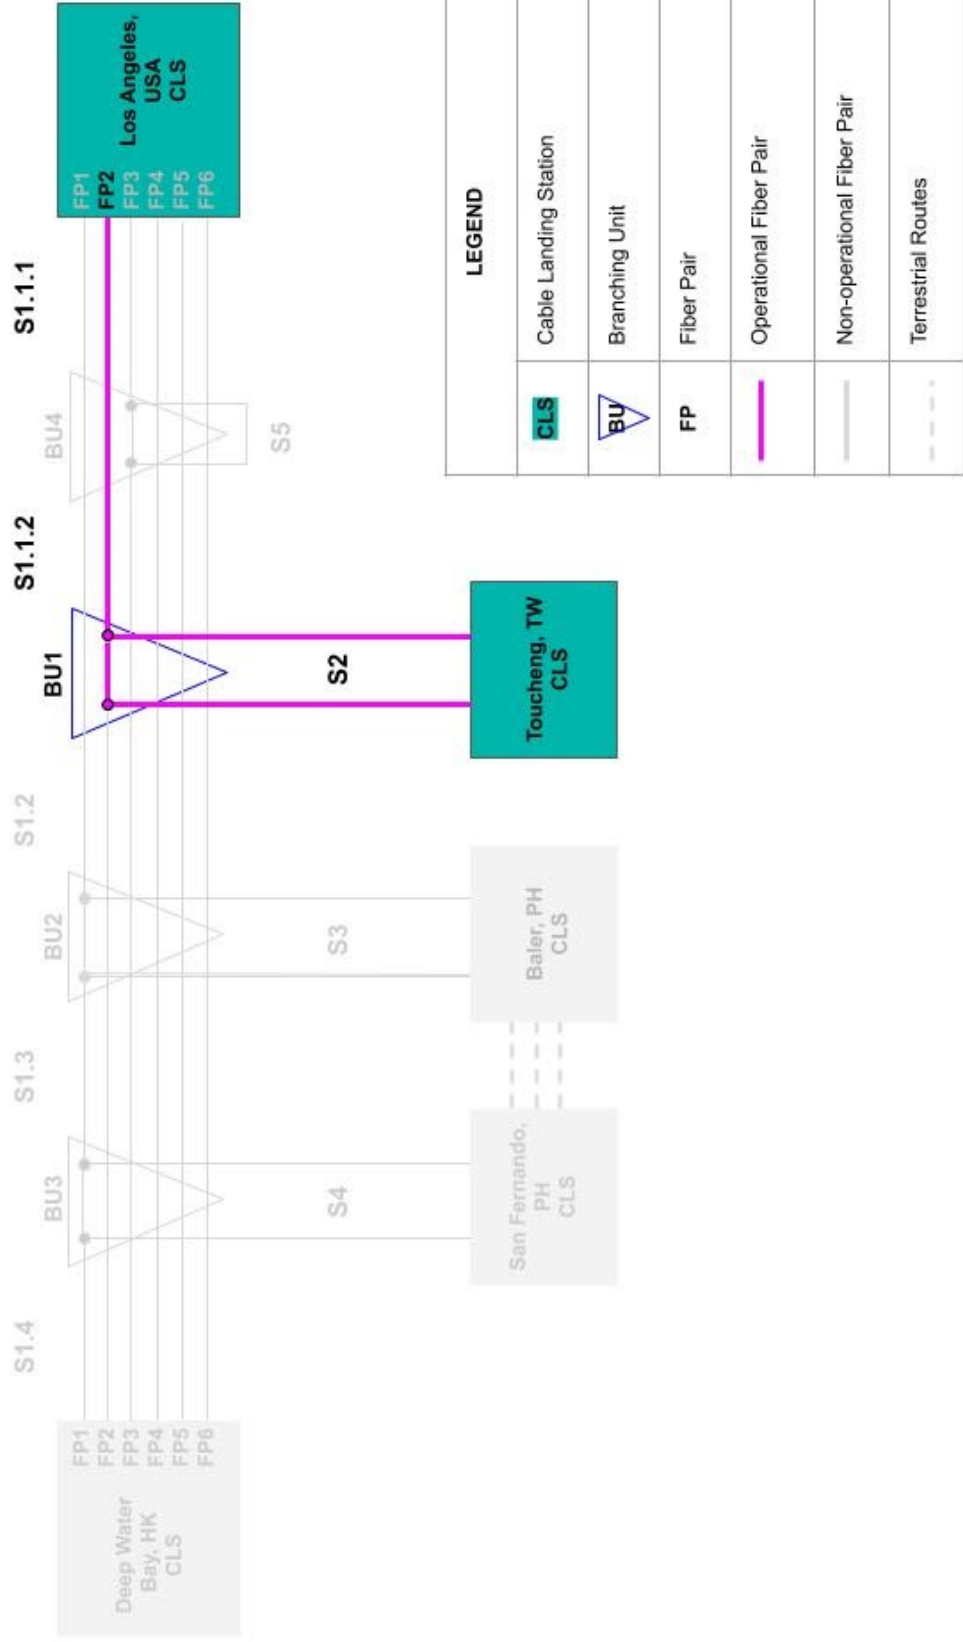 S1.4
S1.3
S1.2
S1.1.2
S1.1.1
BU3
BU2
BU1
BU4
Deep Water
Bay, HK
CLS
FP1
FP2
FP3
FP4
FP5
FP6
FP1
FP2
FP3
FP4
FP5
FP6
Los Angeles,
USA
CLS
S5
S4
S3
S2
San Fernando,
PH
CLS
Baler, PH
CLS
Toucheng, TW
CLS
LEGEND
CLS Cable Landing Station
BU Branching Unit
FP Fiber Pair
Operational Fiber Pair
Non-operational Fiber Pair
Terrestrial Routes